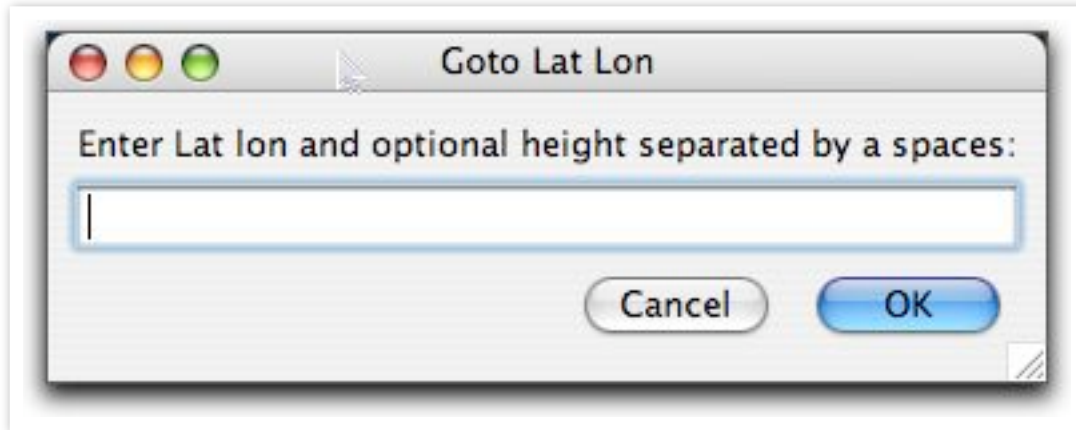 Goto Lat Lon
Enter Lat lon and optional height separated by a spaces:
Cancel OK